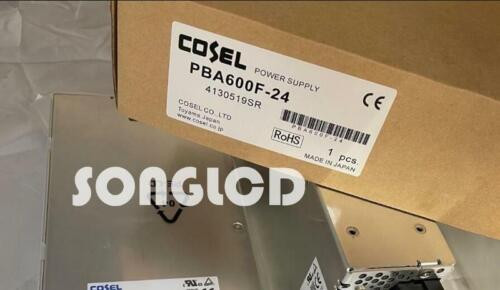 COSEL
POWER SUPPLY
PBA600F-24
4130519SR
COSEL CO., LTD
Toyama, Japan
www.cosel.co.jp
CE
RoHS
PBA600F-24
1 pcs.
MADE IN JAPAN
SONGLCD
COSEL